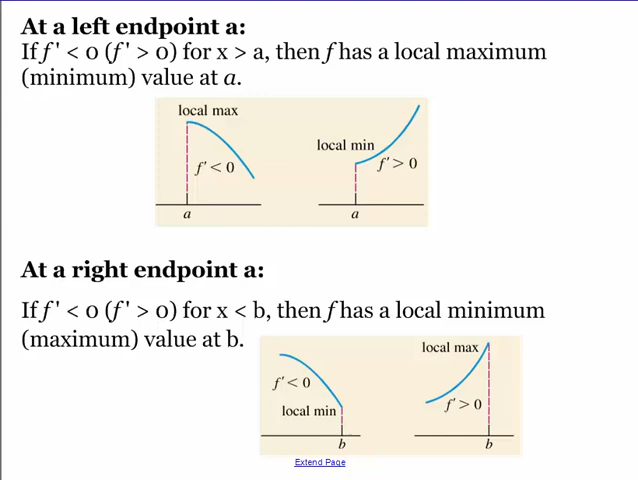 At a left endpoint a:
If f ' < 0 (f ' > 0) for x > a, then f has a local maximum
(minimum) value at a.
local max
f' < 0
a
local min
f' > 0
a
At a right endpoint a:
If f ' < 0 (f ' > 0) for x < b, then f has a local minimum
(maximum) value at b.
f' < 0
local min
b
local max
f' > 0
b
Extend Page